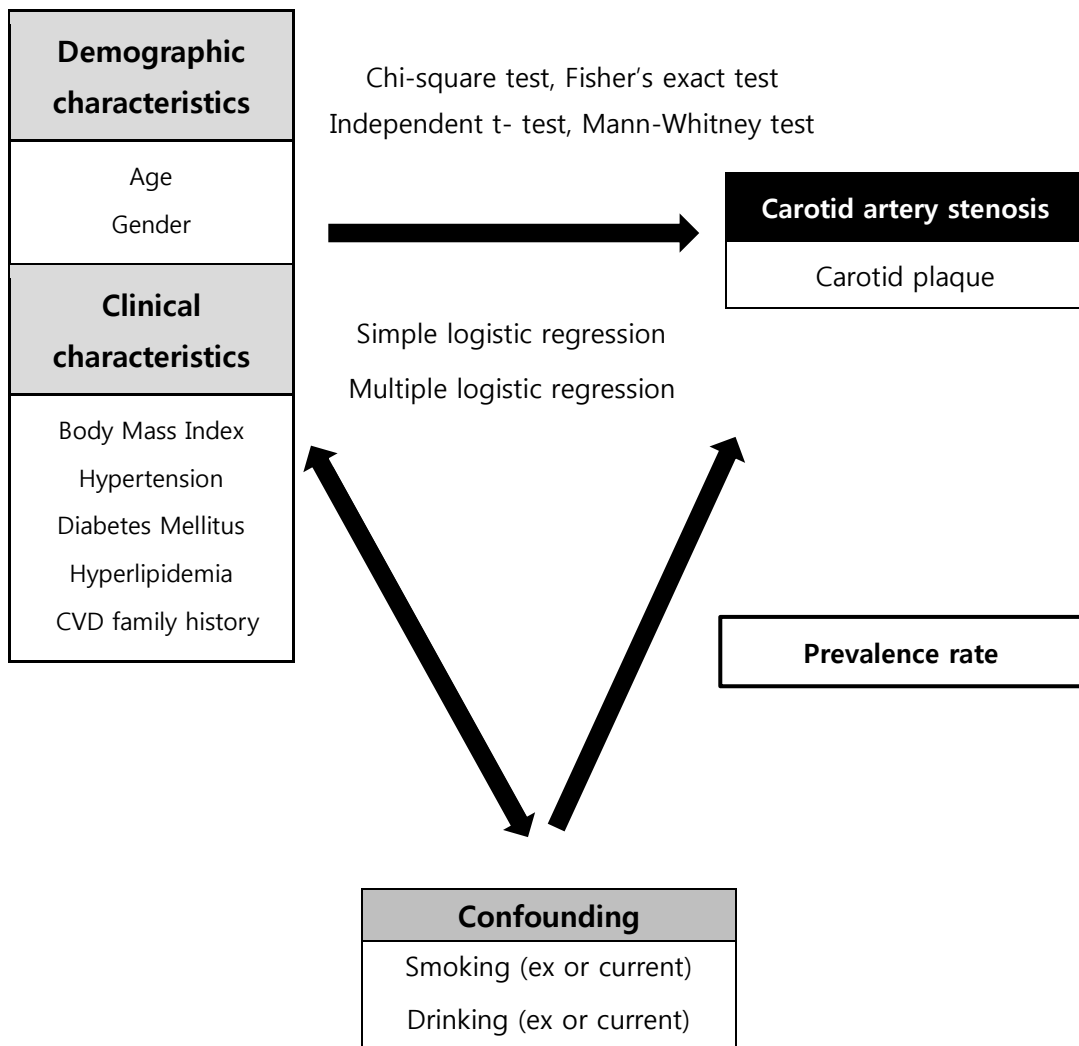 Demographic
characteristics
Age
Gender
Clinical
characteristics
Body Mass Index
Hypertension
Diabetes Mellitus
Hyperlipidemia
CVD family history
Chi-square test, Fisher’s exact test
Independent t- test, Mann-Whitney test
Simple logistic regression
Multiple logistic regression
Carotid artery stenosis
Carotid plaque
Prevalence rate
Confounding
Smoking (ex or current)
Drinking (ex or current)